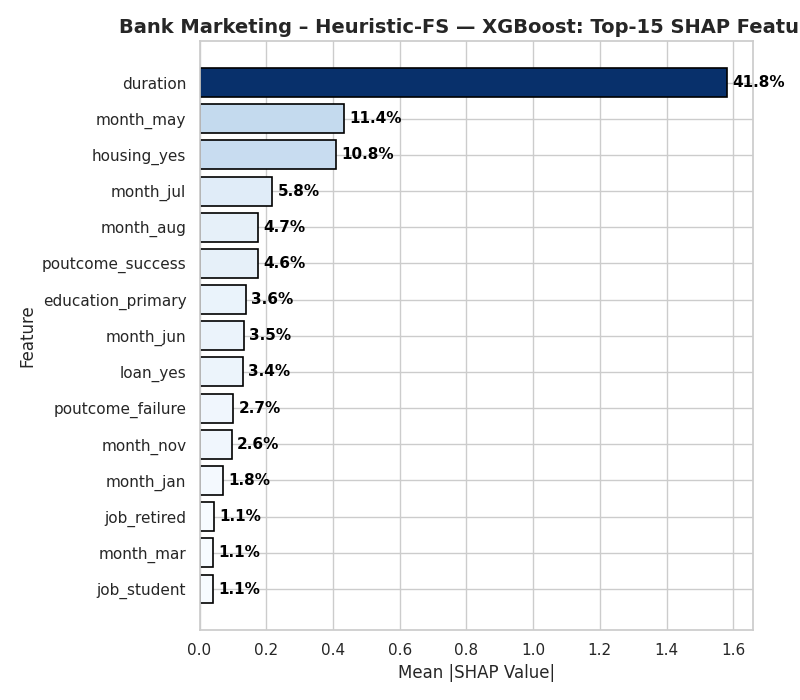 Bank Marketing – Heuristic-FS — XGBoost: Top-15 SHAP Featu
duration 41.8%
month_may 11.4%
housing_yes 10.8%
month_jul 5.8%
month_aug 4.7%
poutcome_success 4.6%
education_primary 3.6%
month_jun 3.5%
loan_yes 3.4%
poutcome_failure 2.7%
month_nov 2.6%
month_jan 1.8%
job_retired 1.1%
month_mar 1.1%
job_student 1.1%
Feature
0.0 0.2 0.4 0.6 0.8 1.0 1.2 1.4 1.6
Mean |SHAP Value|